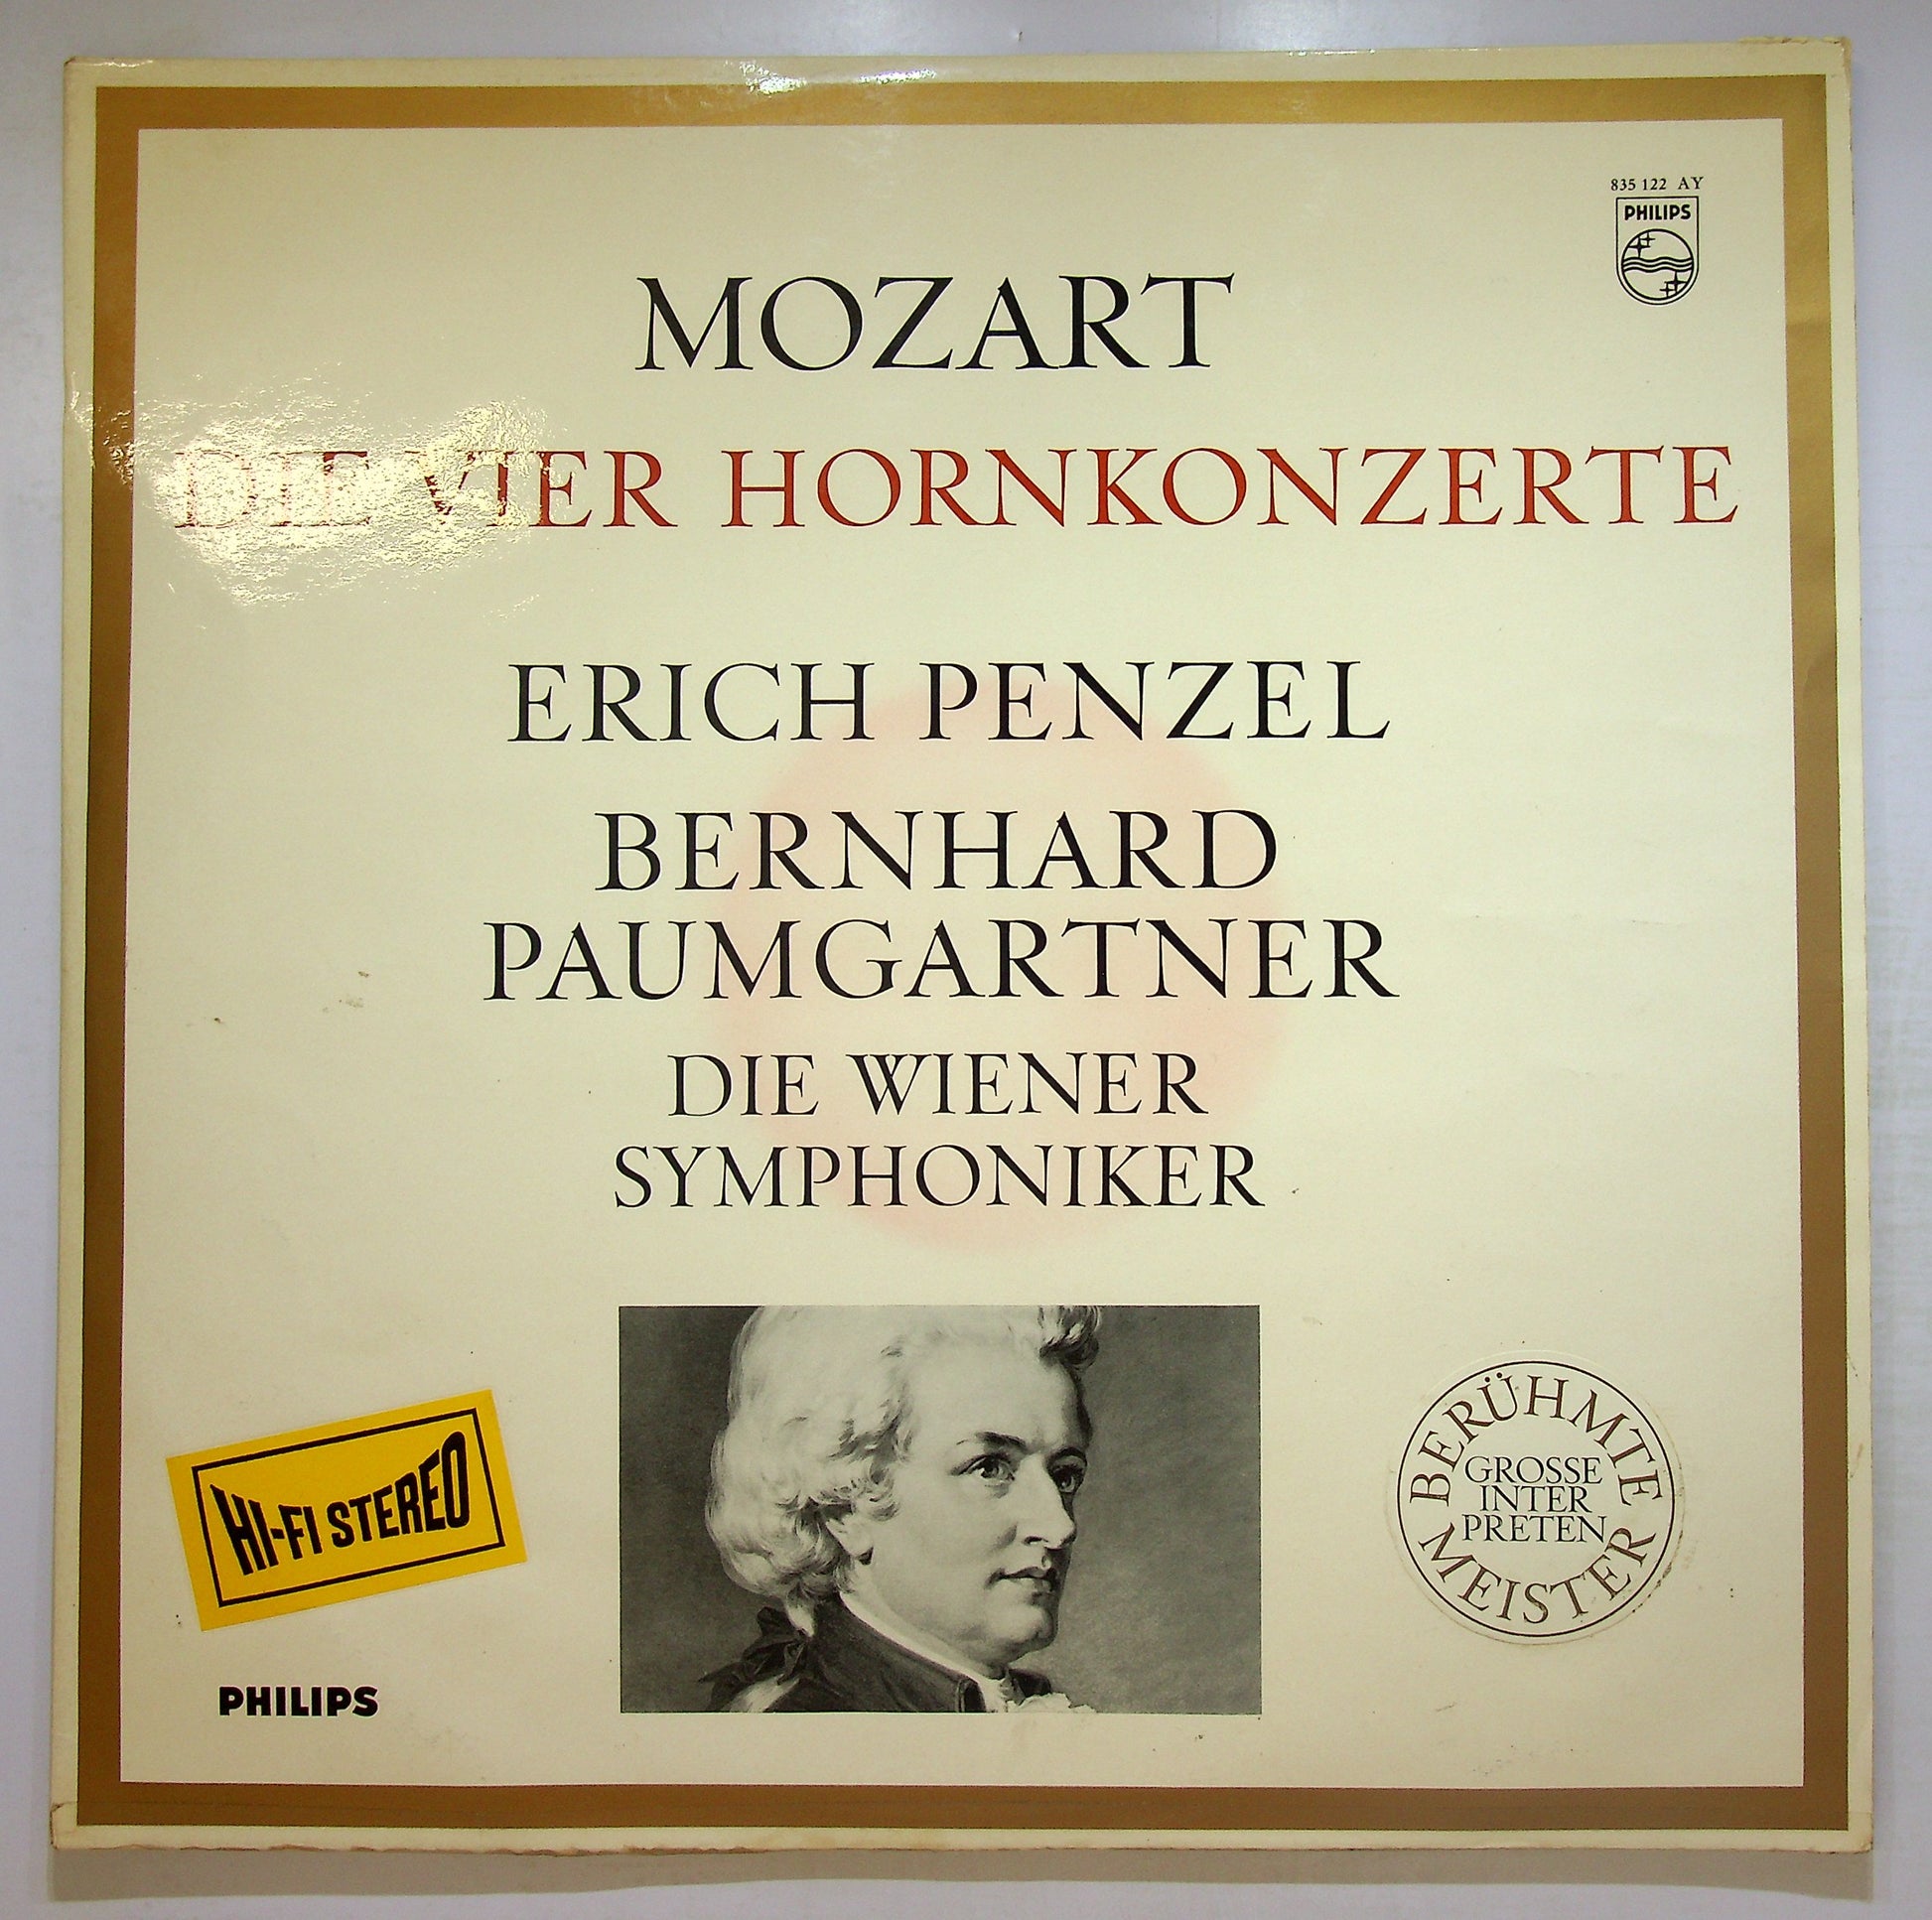 835 122 AY
PHILIPS
MOZART
DIE VIER HORNKONZERTE
ERICH PENZEL
BERNHARD
PAUMGARTNER
DIE WIENER
SYMPHONIKER
HI-FI STEREO
BERÜHMTE
GROSSE
INTER
PRETEN
MEISTER
PHILIPS